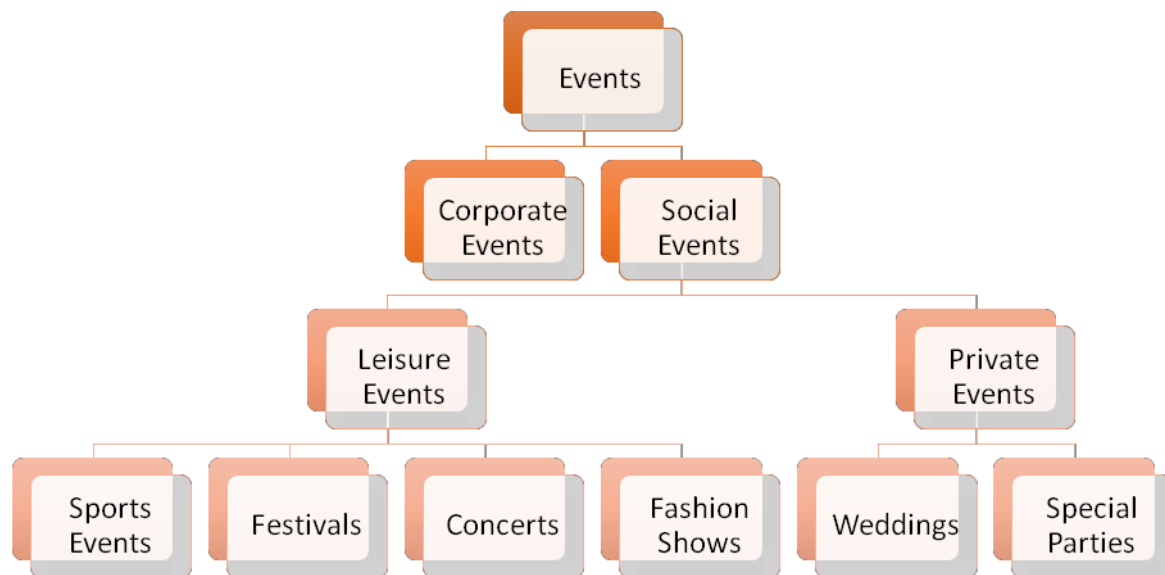 Events
Corporate
Events
Social
Events
Leisure
Events
Private
Events
Sports
Events
Festivals
Concerts
Fashion
Shows
Weddings
Special
Parties